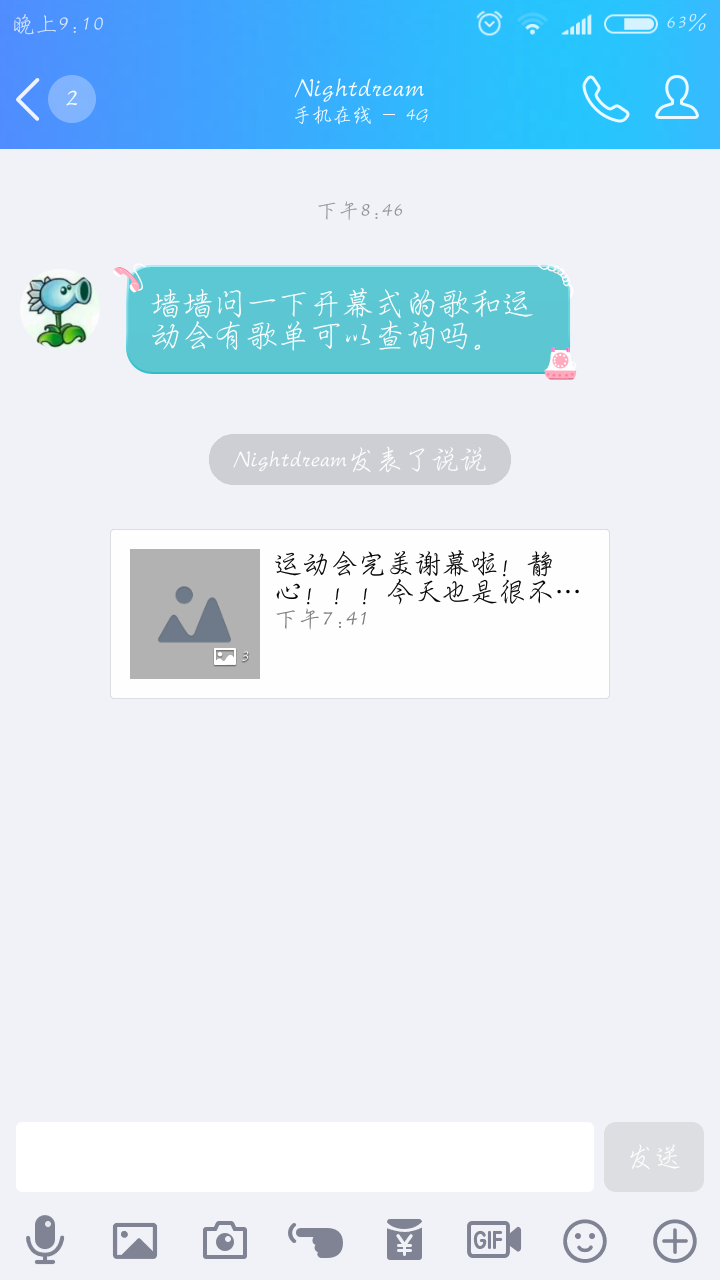 晚上9:10
63%
2
Nightdream
手机在线 – 4G
下午8:46
墙墙问一下开幕式的歌和运
动会有歌单可以查询吗。
Nightdream发表了说说
运动会完美谢幕啦！静
心！！！今天也是很不…
下午7:41
3
发送
¥
GIF